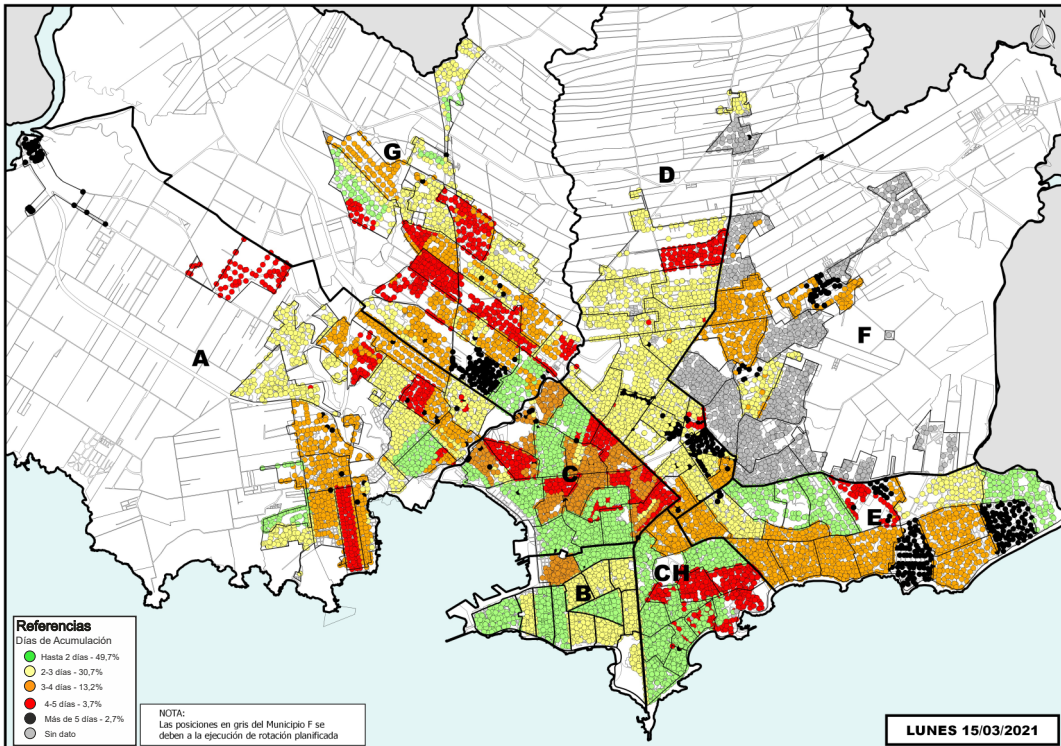 N
G
D
A
F
C
E
CH
B
Referencias
Días de Acumulación
Hasta 2 días - 49,7%
2-3 días - 30,7%
3-4 días - 13,2%
4-5 días - 3,7%
Más de 5 días - 2,7%
Sin dato
NOTA:
Las posiciones en gris del Municipio F se
deben a la ejecución de rotación planificada
LUNES 15/03/2021